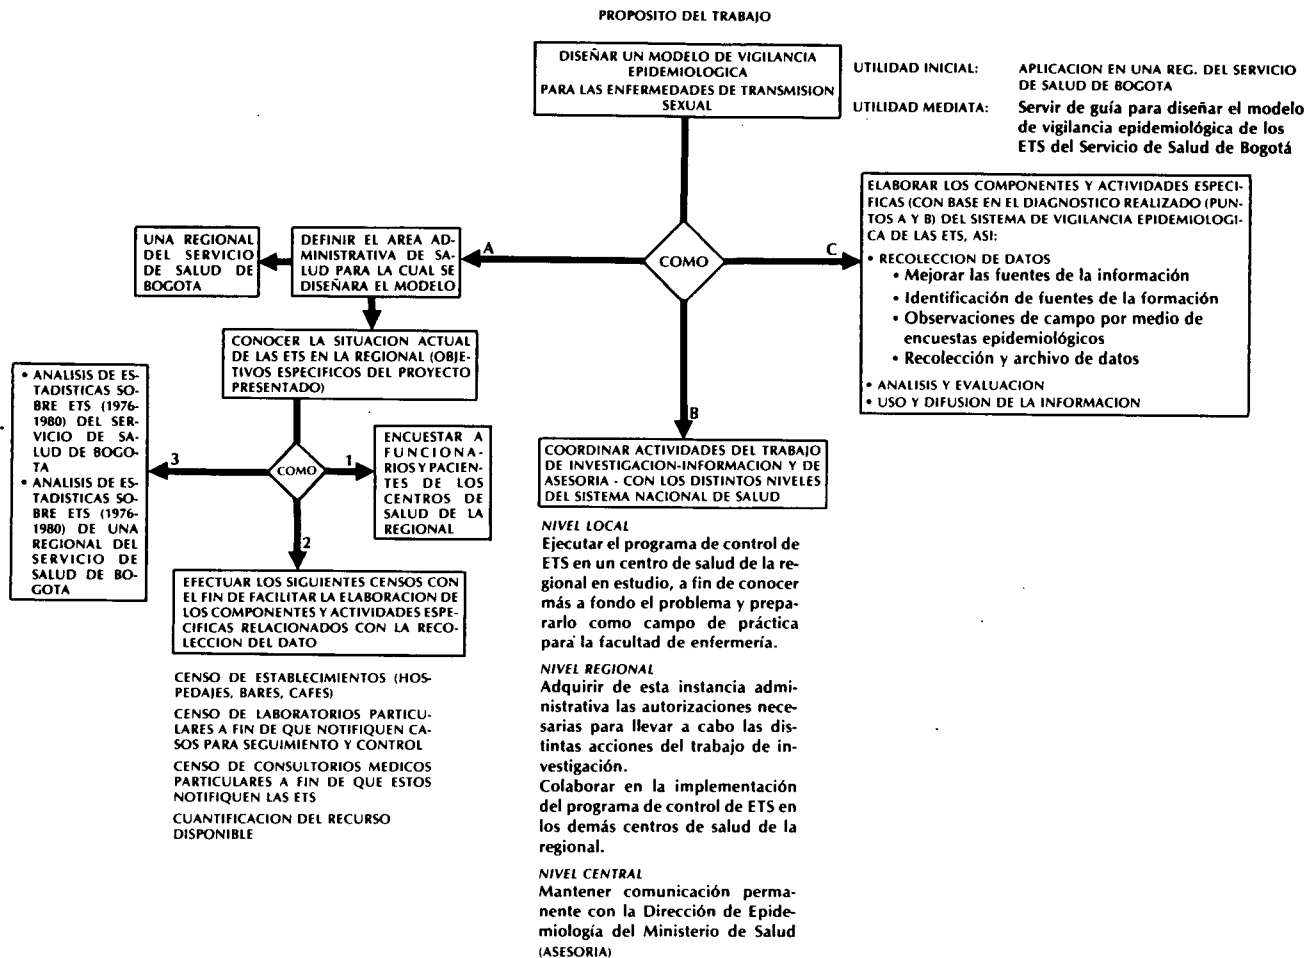 PROPOSITO DEL TRABAJO
DISEÑAR UN MODELO DE VIGILANCIA
EPIDEMIOLOGICA
PARA LAS ENFERMEDADES DE TRANSMISION
SEXUAL
UTILIDAD INICIAL: APLICACION EN UNA REG. DEL SERVICIO
DE SALUD DE BOGOTA
UTILIDAD MEDIATA: Servir de guía para diseñar el modelo
de vigilancia epidemiológica de los
ETS del Servicio de Salud de Bogotá
COMO
A
DEFINIR EL AREA AD-
MINISTRATIVA DE SA-
LUD PARA LA CUAL SE
DISEÑARA EL MODELO
UNA REGIONAL
DEL SERVICIO
DE SALUD DE
BOGOTA
CONOCER LA SITUACION ACTUAL
DE LAS ETS EN LA REGIONAL (OBJE-
TIVOS ESPECIFICOS DEL PROYECTO
PRESENTADO)
COMO
1
ENCUESTAR A
FUNCIONA-
RIOS Y PACIEN-
TES DE LOS
CENTROS DE
SALUD DE LA
REGIONAL
2
EFECTUAR LOS SIGUIENTES CENSOS CON
EL FIN DE FACILITAR LA ELABORACION DE
LOS COMPONENTES Y ACTIVIDADES ESPE-
CIFICAS RELACIONADOS CON LA RECO-
LECCION DEL DATO
CENSO DE ESTABLECIMIENTOS (HOS-
PEDAJES, BARES, CAFES)
CENSO DE LABORATORIOS PARTICU-
LARES A FIN DE QUE NOTIFIQUEN CA-
SOS PARA SEGUIMIENTO Y CONTROL
CENSO DE CONSULTORIOS MEDICOS
PARTICULARES A FIN DE QUE ESTOS
NOTIFIQUEN LAS ETS
CUANTIFICACION DEL RECURSO
DISPONIBLE
3
• ANALISIS DE ES-
TADISTICAS SO-
BRE ETS (1976-
1980) DEL SER-
VICIO DE SA-
LUD DE BOGO-
TA
• ANALISIS DE ES-
TADISTICAS SO-
BRE ETS (1976-
1980) DE UNA
REGIONAL DEL
SERVICIO DE
SALUD DE BO-
GOTA
B
COORDINAR ACTIVIDADES DEL TRABAJO
DE INVESTIGACION-INFORMACION Y DE
ASESORIA - CON LOS DISTINTOS NIVELES
DEL SISTEMA NACIONAL DE SALUD
NIVEL LOCAL
Ejecutar el programa de control de
ETS en un centro de salud de la re-
gional en estudio, a fin de conocer
más a fondo el problema y prepa-
rarlo como campo de práctica
para la facultad de enfermería.
NIVEL REGIONAL
Adquirir de esta instancia admi-
nistrativa las autorizaciones nece-
sarias para llevar a cabo las dis-
tintas acciones del trabajo de in-
vestigación.
Colaborar en la implementación
del programa de control de ETS en
los demás centros de salud de la
regional.
NIVEL CENTRAL
Mantener comunicación perma-
nente con la Dirección de Epide-
miología del Ministerio de Salud
(ASESORIA)
C
ELABORAR LOS COMPONENTES Y ACTIVIDADES ESPECI-
FICAS (CON BASE EN EL DIAGNOSTICO REALIZADO (PUN-
TOS A Y B) DEL SISTEMA DE VIGILANCIA EPIDEMIOLOGI-
CA DE LAS ETS, ASI:
• RECOLECCION DE DATOS
• Mejorar las fuentes de la información
• Identificación de fuentes de la formación
• Observaciones de campo por medio de
encuestas epidemiológicos
• Recolección y archivo de datos
• ANALISIS Y EVALUACION
• USO Y DIFUSION DE LA INFORMACION